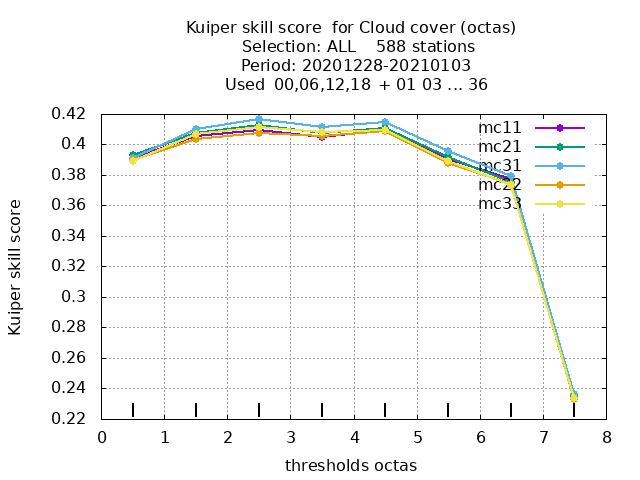 Kuiper skill score  for Cloud cover (octas)
Selection: ALL    588 stations
Period: 20201228-20210103
Used  00,06,12,18  + 01 03 ... 36
Kuiper skill score
0.42
0.4
0.38
0.36
0.34
0.32
0.3
0.28
0.26
0.24
0.22
mc11
mc21
mc31
mc22
mc33
0 1 2 3 4 5 6 7 8
thresholds octas